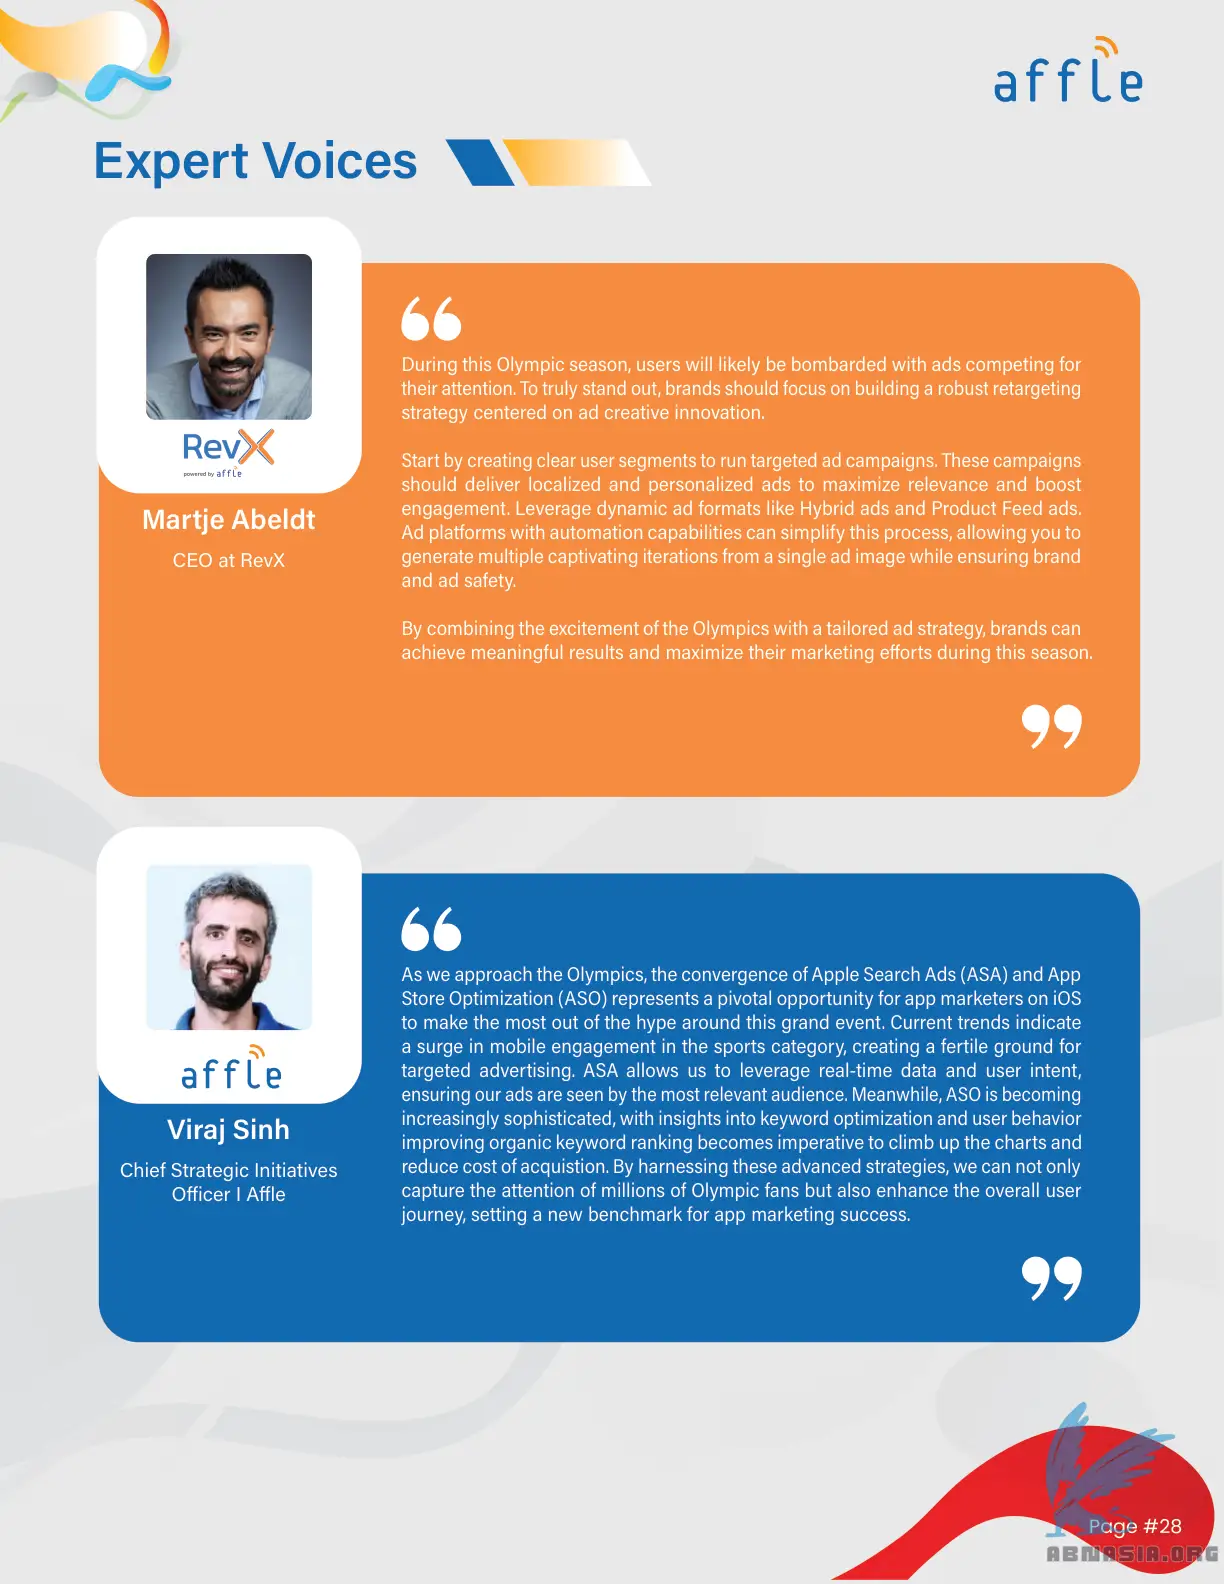 affle
Expert Voices
RevX
powered by affle
Martje Abeldt
CEO at RevX
“
During this Olympic season, users will likely be bombarded with ads competing for
their attention. To truly stand out, brands should focus on building a robust retargeting
strategy centered on ad creative innovation.
Start by creating clear user segments to run targeted ad campaigns. These campaigns
should deliver localized and personalized ads to maximize relevance and boost
engagement. Leverage dynamic ad formats like Hybrid ads and Product Feed ads.
Ad platforms with automation capabilities can simplify this process, allowing you to
generate multiple captivating iterations from a single ad image while ensuring brand
and ad safety.
By combining the excitement of the Olympics with a tailored ad strategy, brands can
achieve meaningful results and maximize their marketing efforts during this season.
”
affle
Viraj Sinh
Chief Strategic Initiatives
Officer I Affle
“
As we approach the Olympics, the convergence of Apple Search Ads (ASA) and App
Store Optimization (ASO) represents a pivotal opportunity for app marketers on iOS
to make the most out of the hype around this grand event. Current trends indicate
a surge in mobile engagement in the sports category, creating a fertile ground for
targeted advertising. ASA allows us to leverage real-time data and user intent,
ensuring our ads are seen by the most relevant audience. Meanwhile, ASO is becoming
increasingly sophisticated, with insights into keyword optimization and user behavior
improving organic keyword ranking becomes imperative to climb up the charts and
reduce cost of acquistion. By harnessing these advanced strategies, we can not only
capture the attention of millions of Olympic fans but also enhance the overall user
journey, setting a new benchmark for app marketing success.
”
Page #28
ABNASIA.ORG